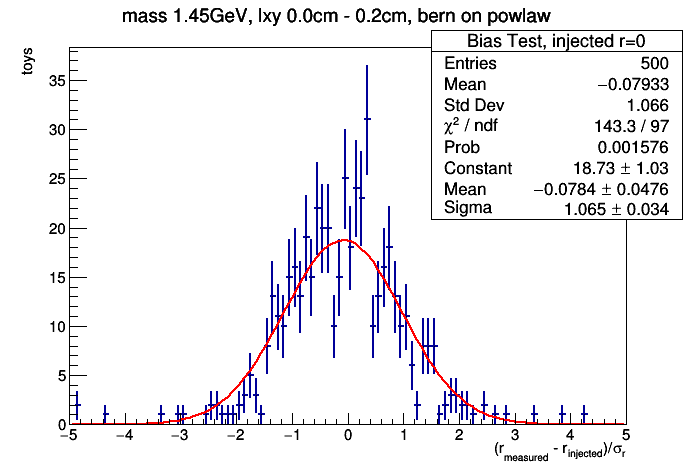 mass 1.45GeV, lxy 0.0cm - 0.2cm, bern on powlaw
toys
Bias Test, injected r=0
Entries 500
Mean −0.07933
Std Dev 1.066
χ² / ndf 143.3 / 97
Prob 0.001576
Constant 18.73 ± 1.03
Mean −0.0784 ± 0.0476
Sigma 1.065 ± 0.034
35
30
25
20
15
10
5
0
−5 −4 −3 −2 −1 0 1 2 3 4 5
(r_measured - r_injected)/σ_r